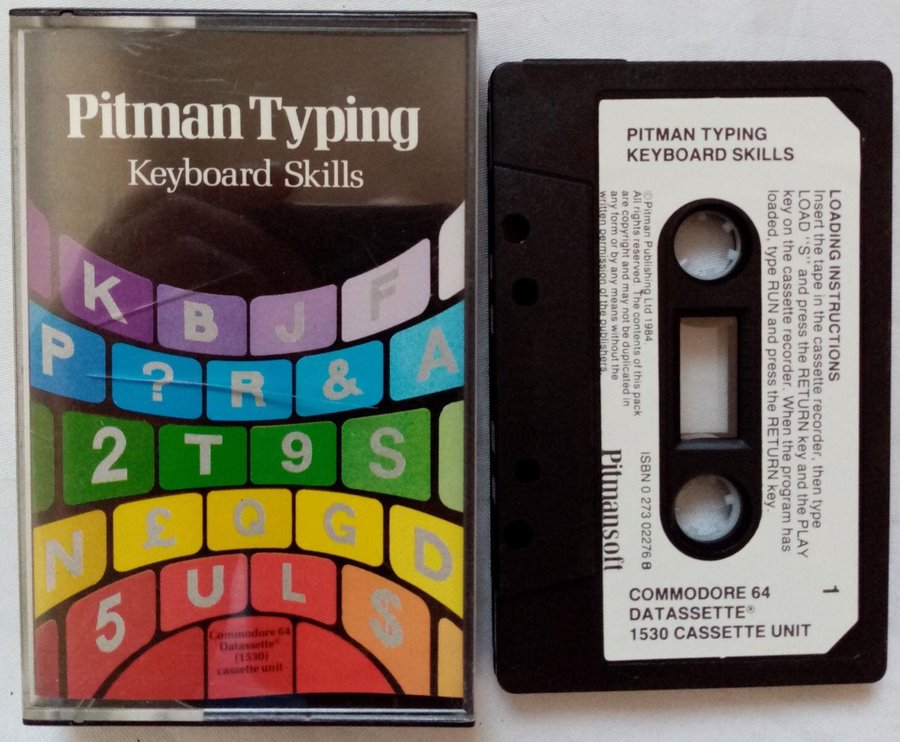 Pitman Typing
Keyboard Skills
K B J F
P ? R & A
2 T 9 S
N £ Q G D
5 U L S
Commodore 64
Datassette®
(1530)
cassette unit
PITMAN TYPING
KEYBOARD SKILLS
LOADING INSTRUCTIONS
Insert the tape in the cassette recorder, then type
LOAD "S" and press the RETURN key and the PLAY
key on the cassette recorder. When the program has
loaded, type RUN and press the RETURN key.
©Pitman Publishing Ltd 1984.
All rights reserved. The contents of this pack
are copyright and may not be duplicated in
any form or by any means without the
written permission of the publishers.
ISBN 0 273 02276 8
Pitmansoft
1
COMMODORE 64
DATASSETTE®
1530 CASSETTE UNIT